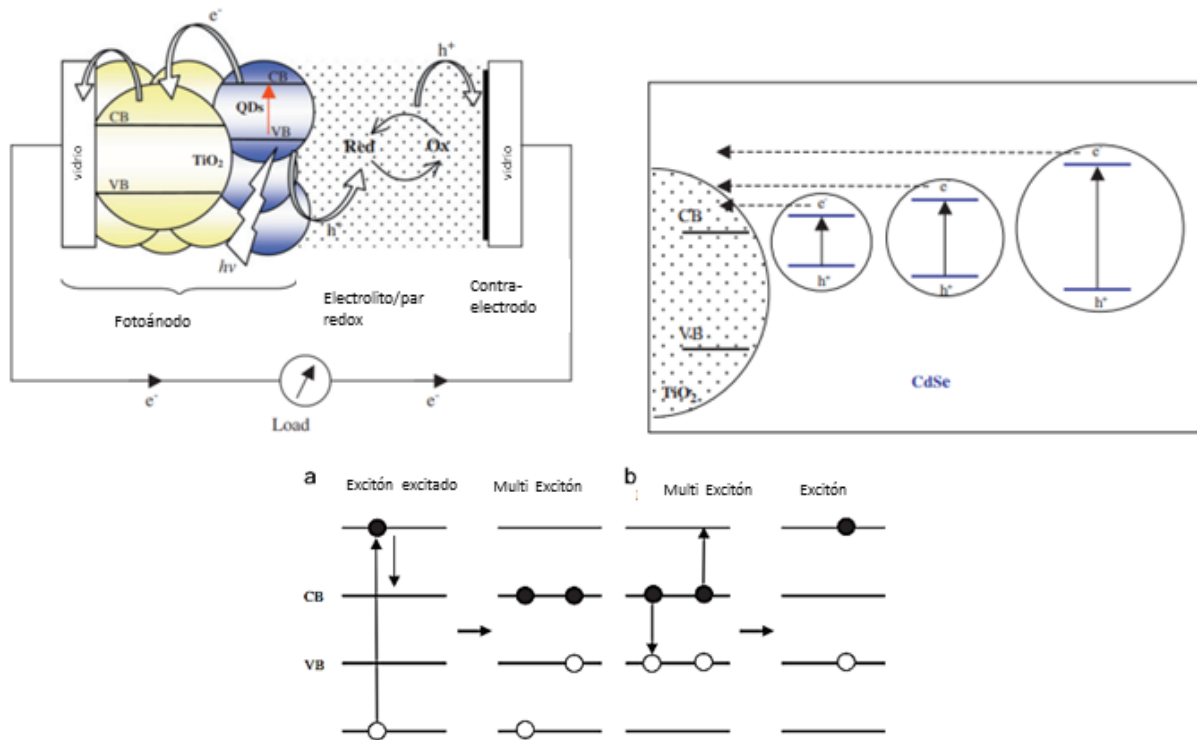 e-
e-
h+
CB
QDs
CB
VB
Red
Ox
vidrio
TiO2
vidrio
VB
h+
hν
Electrolito/par
redox
Contra-
electrodo
Fotoánodo
e-
e-
Load
e
e
e-
CB
h+
h+
h+
VB
CdSe
TiO2
a
Excitón excitado
Multi Excitón
b
Multi Excitón
Excitón
CB
VB